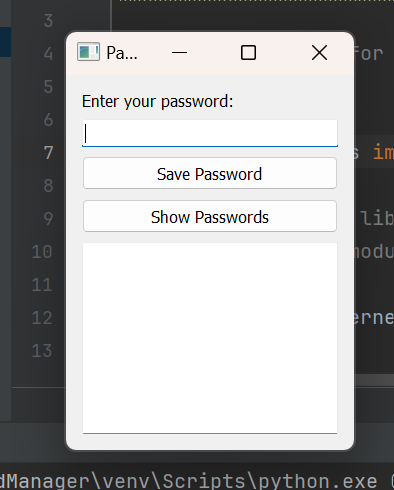 3
4 for
5
6
7 s im
8
9 lib
10 modu
11
12 erne
13
Pa...
Enter your password:
Save Password
Show Passwords
dManager\venv\Scripts\python.exe